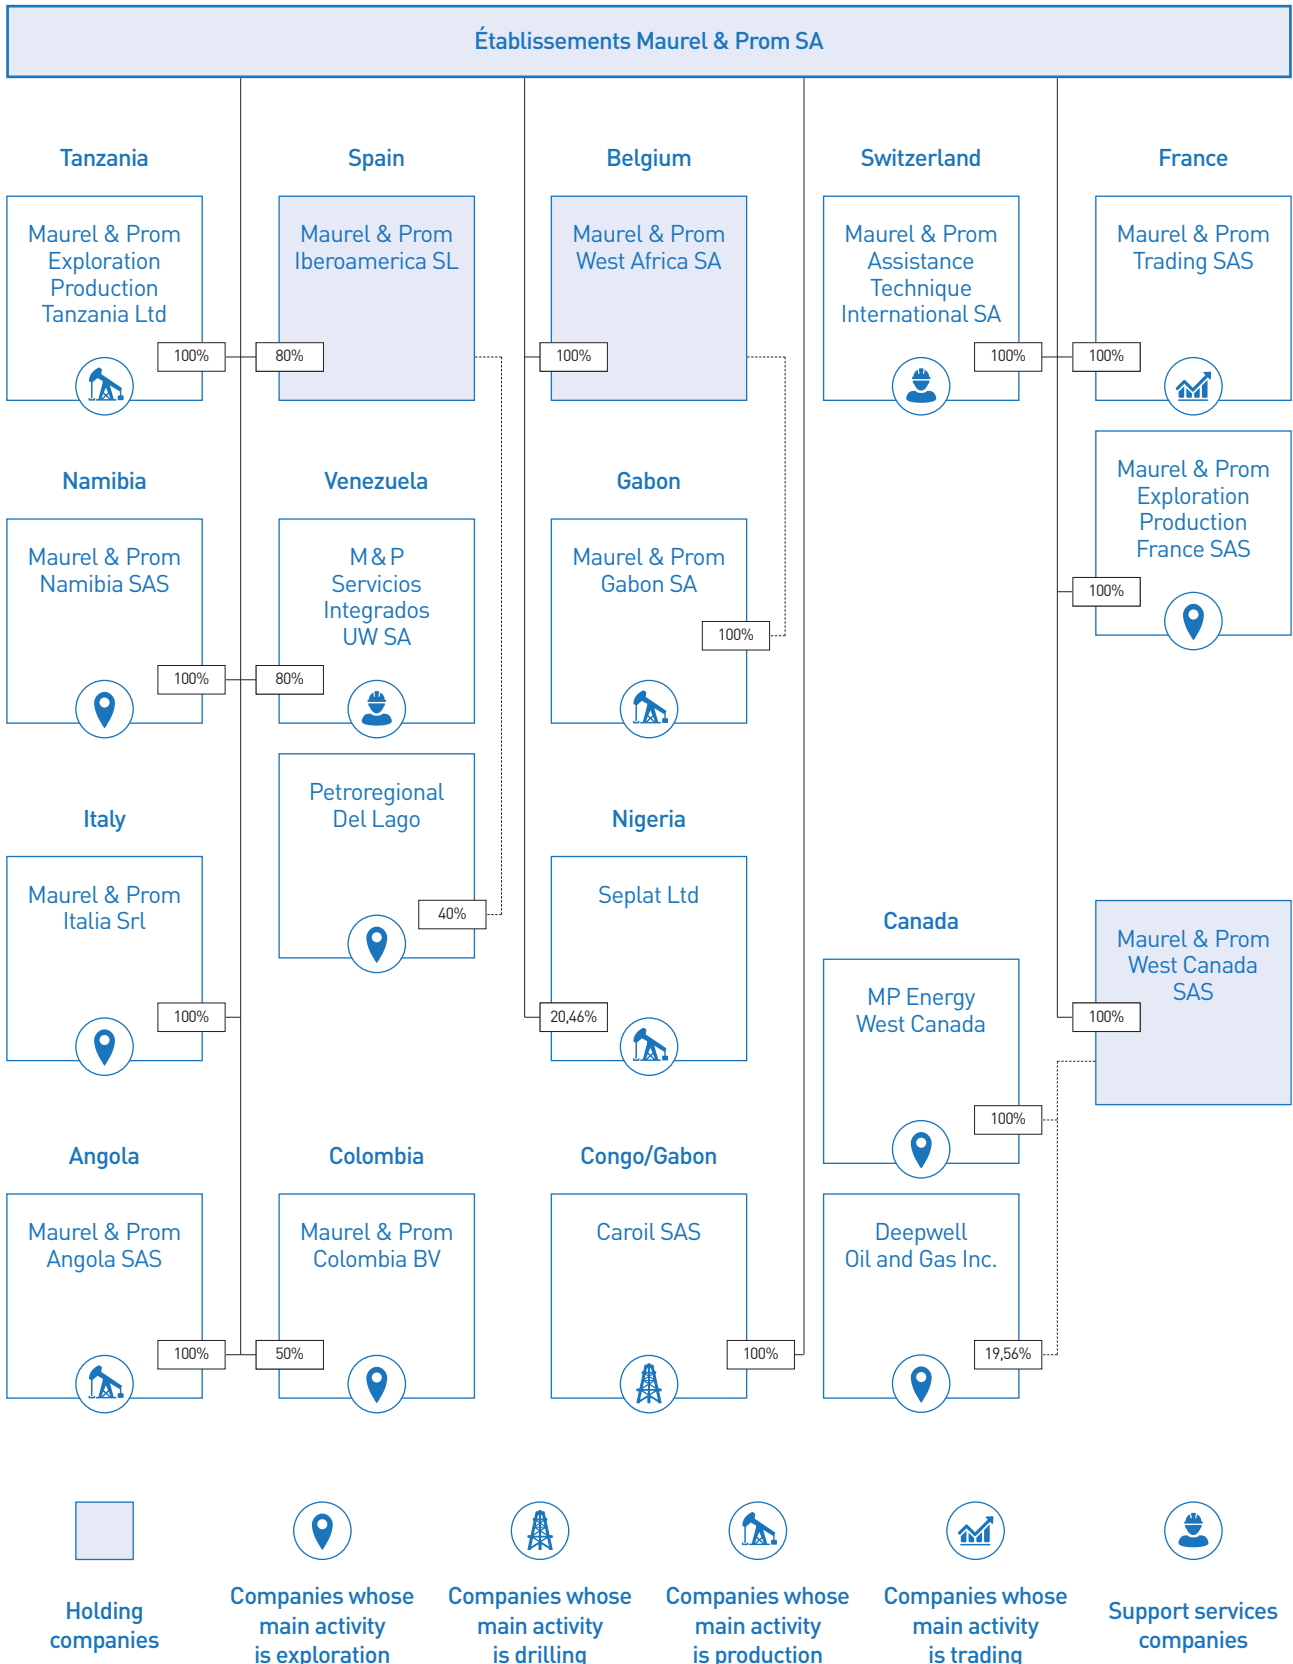 Établissements Maurel & Prom SA
Tanzania
Maurel & Prom
Exploration
Production
Tanzania Ltd
100%
Spain
Maurel & Prom
Iberoamerica SL
80%
Belgium
Maurel & Prom
West Africa SA
100%
Switzerland
Maurel & Prom
Assistance
Technique
International SA
100%
France
Maurel & Prom
Trading SAS
100%
Maurel & Prom
Exploration
Production
France SAS
100%
Namibia
Maurel & Prom
Namibia SAS
100%
Venezuela
M & P
Servicios
Integrados
UW SA
80%
Petroregional
Del Lago
40%
Gabon
Maurel & Prom
Gabon SA
100%
Italy
Maurel & Prom
Italia Srl
100%
Nigeria
Seplat Ltd
20,46%
Canada
MP Energy
West Canada
100%
Maurel & Prom
West Canada
SAS
100%
Angola
Maurel & Prom
Angola SAS
100%
Colombia
Maurel & Prom
Colombia BV
50%
Congo/Gabon
Caroil SAS
100%
Deepwell
Oil and Gas Inc.
19,56%
Holding
companies
Companies whose
main activity
is exploration
Companies whose
main activity
is drilling
Companies whose
main activity
is production
Companies whose
main activity
is trading
Support services
companies